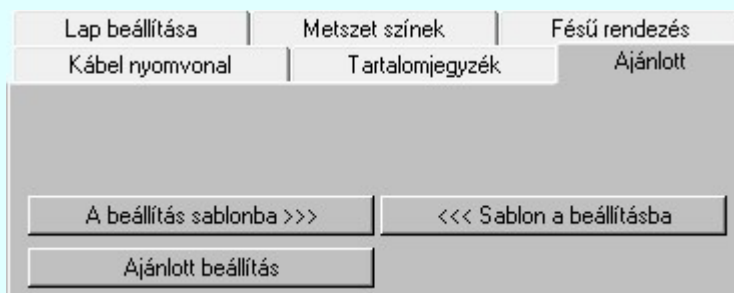 Lap beállítása Metszet színek Fésű rendezés
Kábel nyomvonal Tartalomjegyzék Ajánlott
A beállítás sablonba >>> <<< Sablon a beállításba
Ajánlott beállítás